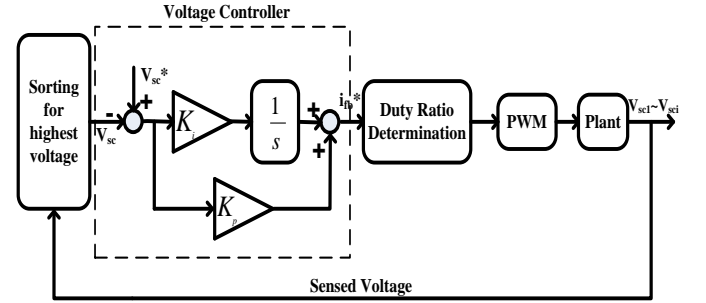 Voltage Controller
Sorting
for
highest
voltage
-
V_sc
V_sc*
+
K_i
1
s
+
+
i_fb*
K_p
Duty Ratio
Determination
PWM
Plant
V_sc1~V_sci
Sensed Voltage